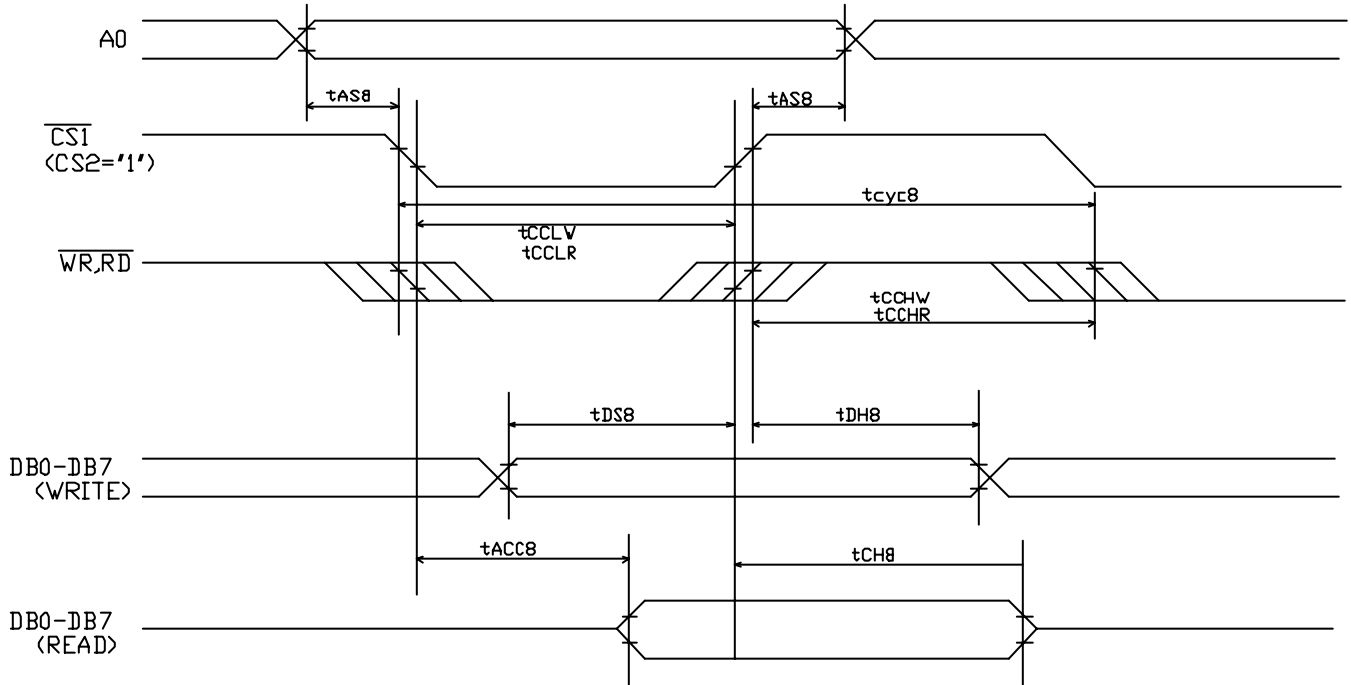 A0
tAS8
tAS8
CS1
(CS2="1")
tcyc8
tCCLW
tCCLR
WR,RD
tCCHW
tCCHR
tDS8
tDH8
DB0-DB7
(WRITE)
tACC8
tCH8
DB0-DB7
(READ)